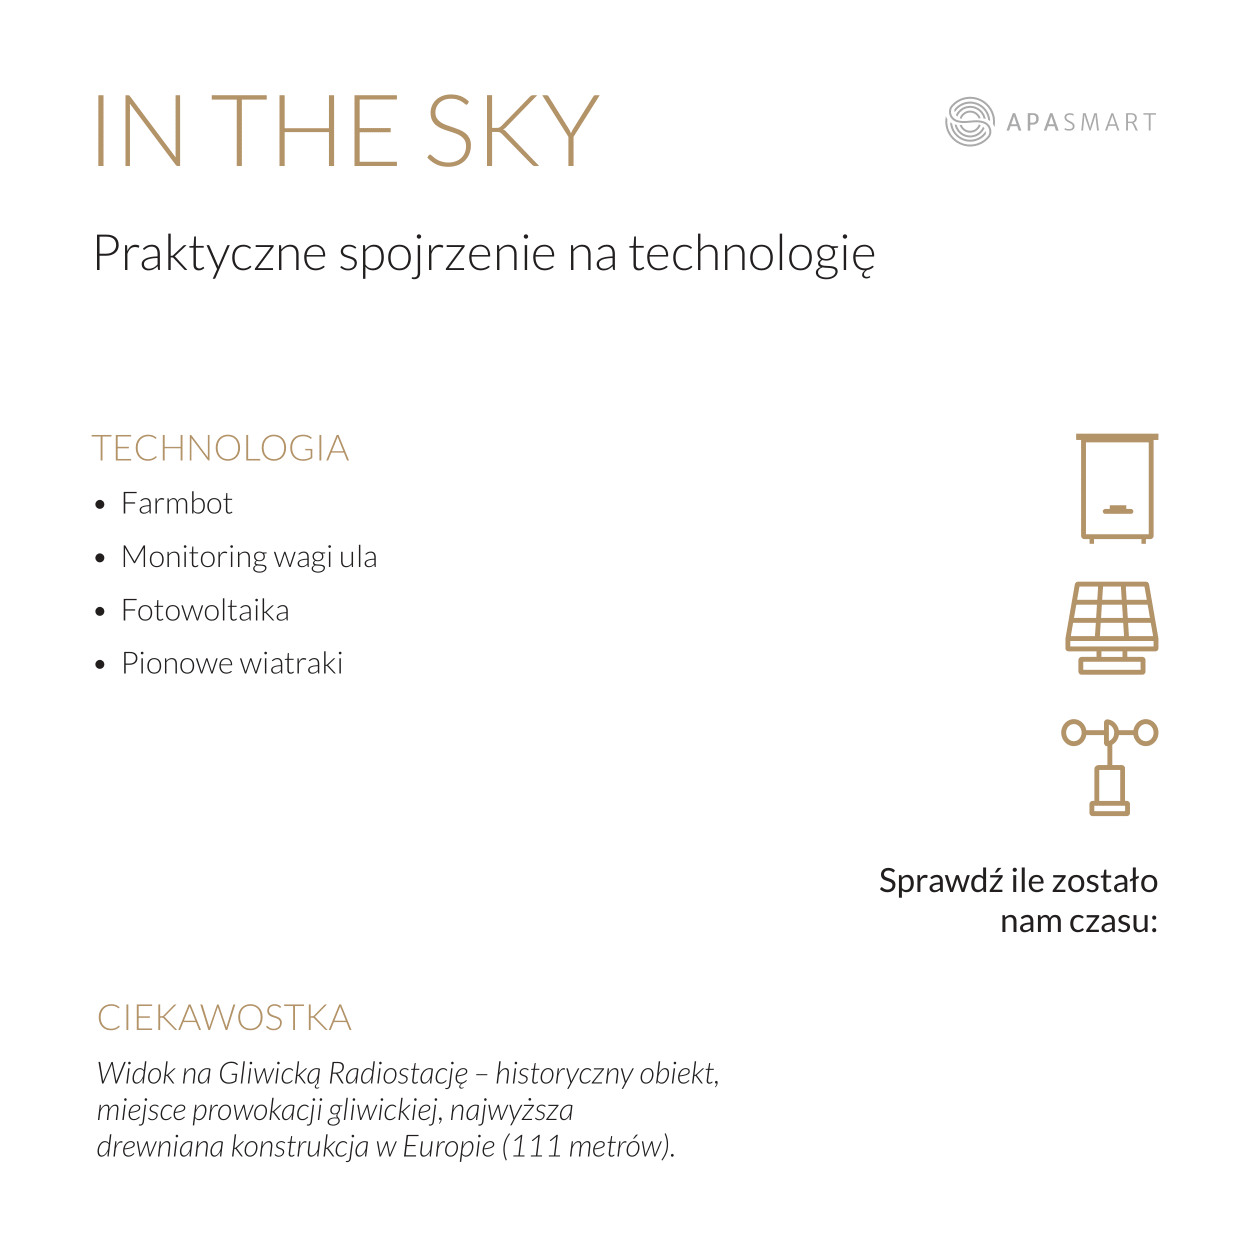 IN THE SKY
APASMART
Praktyczne spojrzenie na technologię
TECHNOLOGIA
• Farmbot
• Monitoring wagi ula
• Fotowoltaika
• Pionowe wiatraki
Sprawdź ile zostało
nam czasu:
CIEKAWOSTKA
Widok na Gliwicką Radiostację – historyczny obiekt,
miejsce prowokacji gliwickiej, najwyższa
drewniana konstrukcja w Europie (111 metrów).